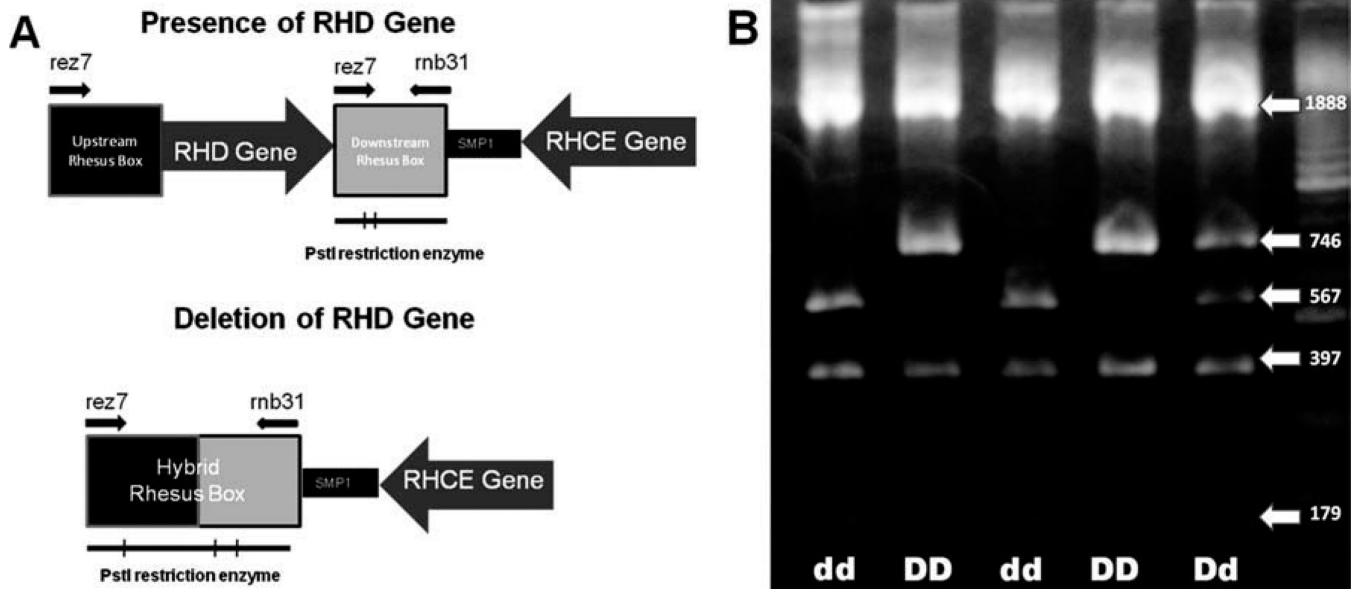 A
Presence of RHD Gene
rez7
rez7
rnb31
Upstream
Rhesus Box
RHD Gene
Downstream
Rhesus Box
SMP1
RHCE Gene
PstI restriction enzyme
Deletion of RHD Gene
rez7
rnb31
Hybrid
Rhesus Box
SMP1
RHCE Gene
PstI restriction enzyme
B
1888
746
567
397
179
dd DD dd DD Dd